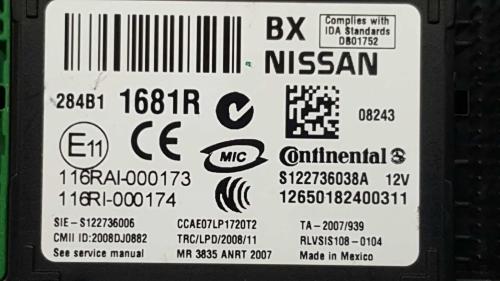 BX
Complies with
IDA Standards
DB01752
NISSAN
284B1 1681R
08243
E11
CE
MIC
Continental
116RAI-000173
116RI-000174
S122736038A 12V
12650182400311
SIE-S122736006
CMII ID:2008DJ0882
See service manual
CCAE07LP1720T2
TRC/LPD/2008/11
MR 3835 ANRT 2007
TA-2007/939
RLVSIS108-0104
Made in Mexico